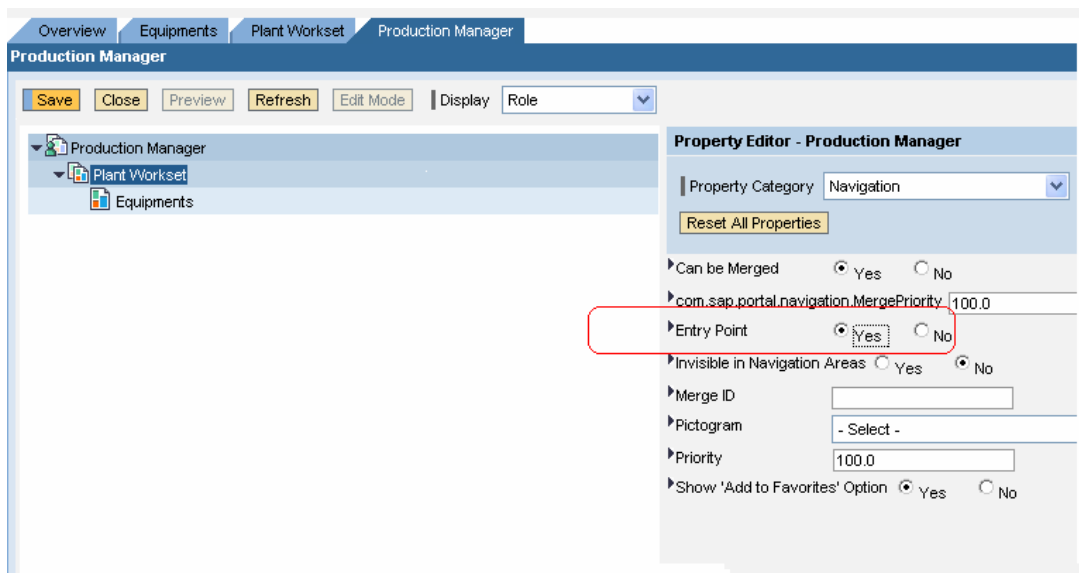 Overview Equipments Plant Workset Production Manager
Production Manager
Save Close Preview Refresh Edit Mode Display Role
Production Manager
Plant Workset
Equipments
Property Editor - Production Manager
Property Category Navigation
Reset All Properties
Can be Merged Yes No
com.sap.portal.navigation.MergePriority 100.0
Entry Point Yes No
Invisible in Navigation Areas Yes No
Merge ID
Pictogram - Select -
Priority 100.0
Show 'Add to Favorites' Option Yes No